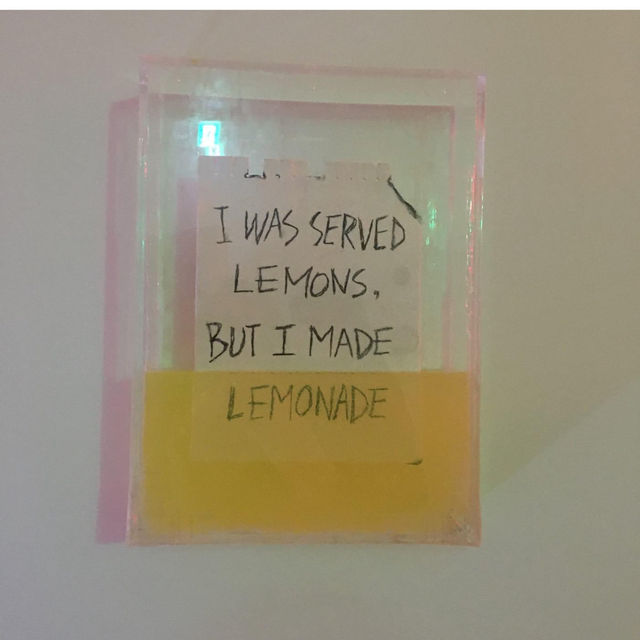 I WAS SERVED
LEMONS,
BUT I MADE
LEMONADE